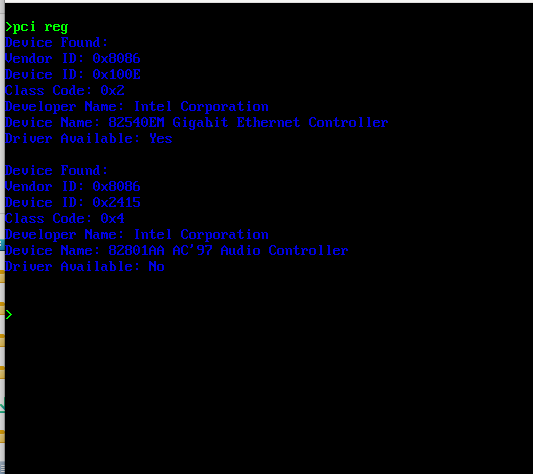 >pci reg
Device Found:
Vendor ID: 0x8086
Device ID: 0x100E
Class Code: 0x2
Developer Name: Intel Corporation
Device Name: 82540EM Gigabit Ethernet Controller
Driver Available: Yes
Device Found:
Vendor ID: 0x8086
Device ID: 0x2415
Class Code: 0x4
Developer Name: Intel Corporation
Device Name: 82801AA AC'97 Audio Controller
Driver Available: No
>